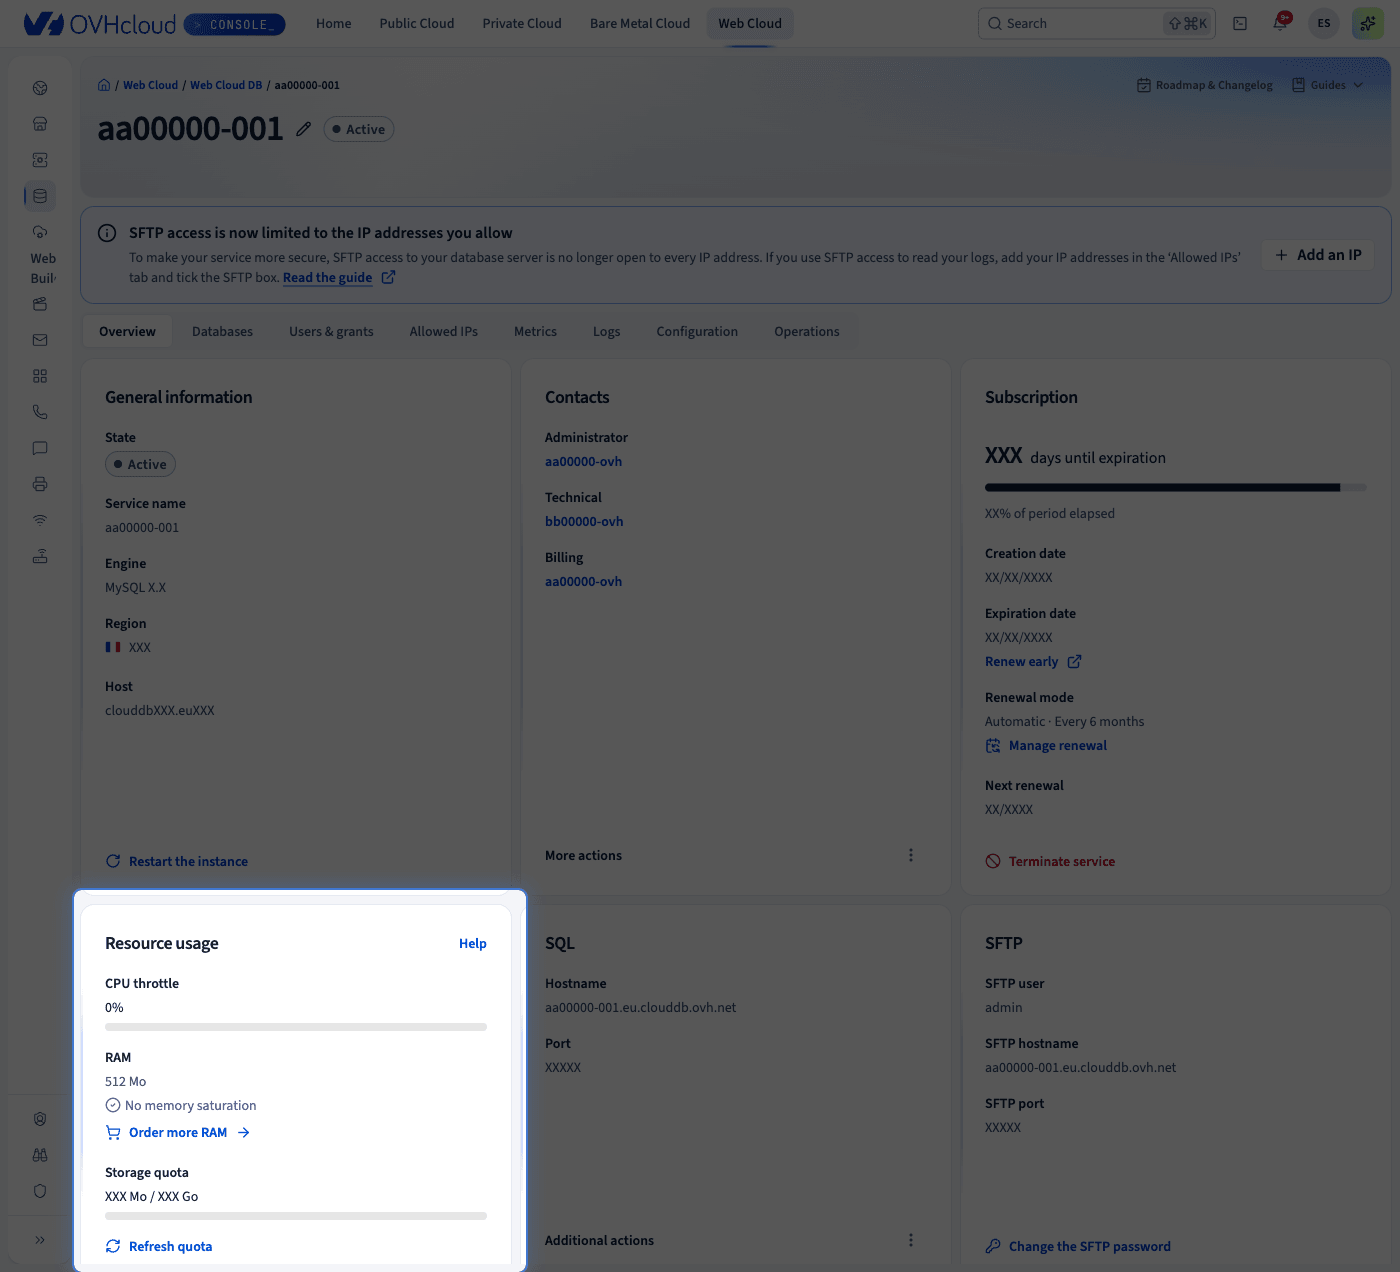 OVHcloud > CONSOLE_
Home Public Cloud Private Cloud Bare Metal Cloud Web Cloud
Search ⇧⌘K
9+
ES
/ Web Cloud / Web Cloud DB / aa00000-001
Roadmap & Changelog
Guides
aa00000-001
Active
SFTP access is now limited to the IP addresses you allow
To make your service more secure, SFTP access to your database server is no longer open to every IP address. If you use SFTP access to read your logs, add your IP addresses in the ‘Allowed IPs’
tab and tick the SFTP box. Read the guide
+ Add an IP
Web
Buil
Overview Databases Users & grants Allowed IPs Metrics Logs Configuration Operations
General information
State
Active
Service name
aa00000-001
Engine
MySQL X.X
Region
XXX
Host
clouddbXXX.euXXX
Restart the instance
Contacts
Administrator
aa00000-ovh
Technical
bb00000-ovh
Billing
aa00000-ovh
More actions
Subscription
XXX days until expiration
XX% of period elapsed
Creation date
XX/XX/XXXX
Expiration date
XX/XX/XXXX
Renew early
Renewal mode
Automatic · Every 6 months
Manage renewal
Next renewal
XX/XXXX
Terminate service
Resource usage
Help
CPU throttle
0%
RAM
512 Mo
No memory saturation
Order more RAM
Storage quota
XXX Mo / XXX Go
Refresh quota
SQL
Hostname
aa00000-001.eu.clouddb.ovh.net
Port
XXXXX
Additional actions
SFTP
SFTP user
admin
SFTP hostname
aa00000-001.eu.clouddb.ovh.net
SFTP port
XXXXX
Change the SFTP password